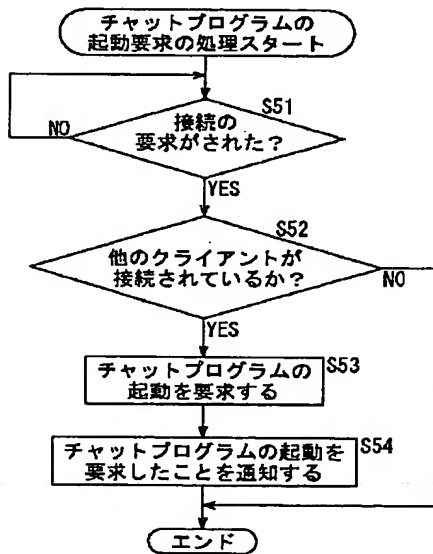 チャットプログラムの
起動要求の処理スタート
S51
接続の
要求がされた?
NO
YES
S52
他のクライアントが
接続されているか?
NO
YES
S53
チャットプログラムの
起動を要求する
S54
チャットプログラムの起動を
要求したことを通知する
エンド